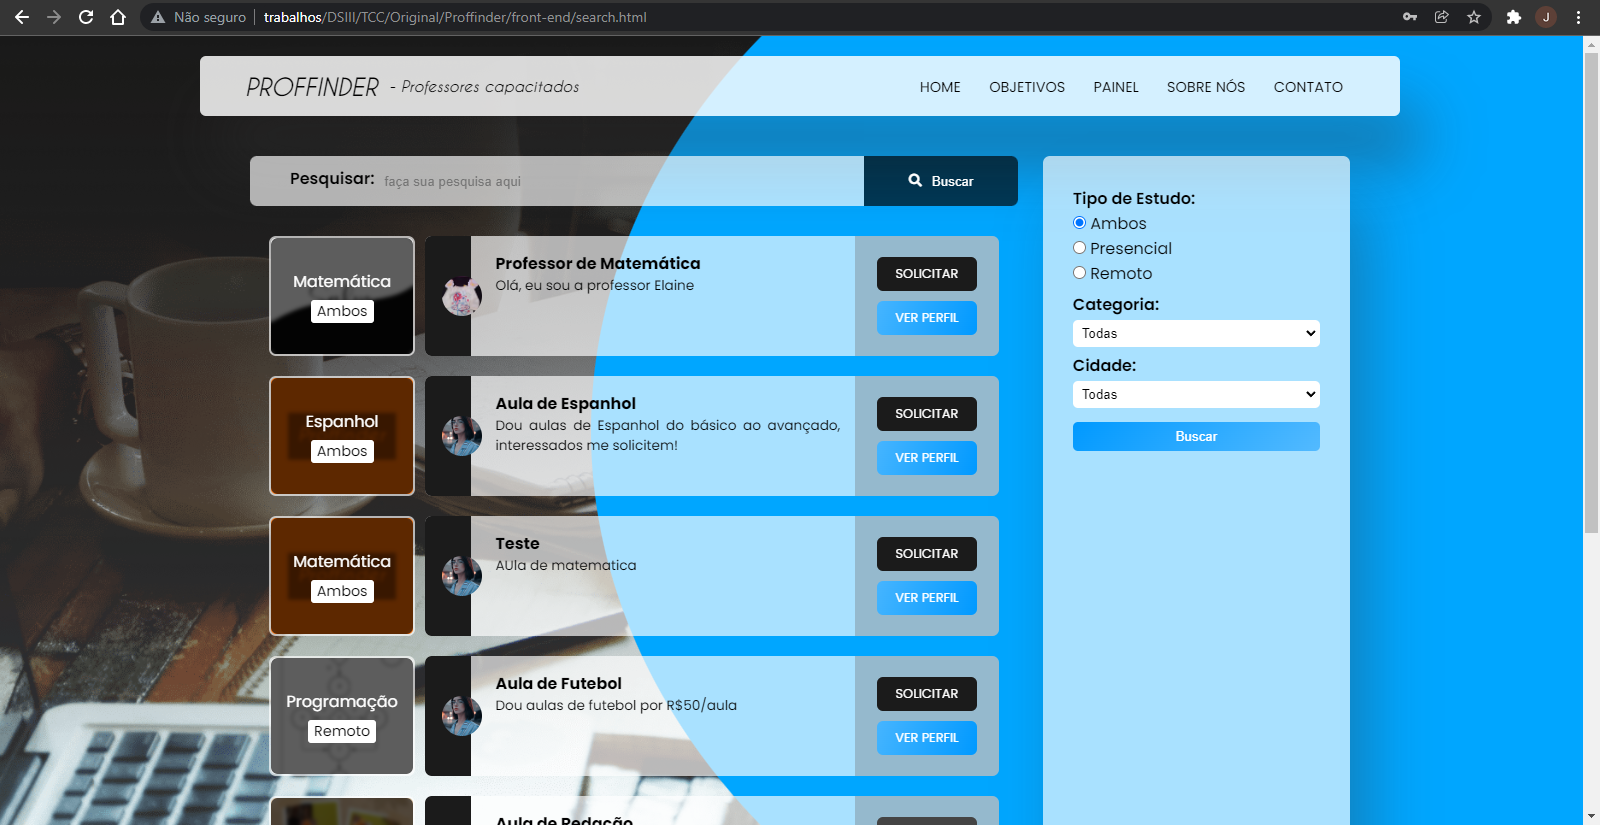 Não seguro
trabalhos/DSIII/TCC/Original/Proffinder/front-end/search.html
J
PROFFINDER - Professores capacitados
HOME OBJETIVOS PAINEL SOBRE NÓS CONTATO
Pesquisar: faça sua pesquisa aqui
Buscar
Matemática
Ambos
Professor de Matemática
Olá, eu sou a professor Elaine
SOLICITAR
VER PERFIL
Espanhol
Ambos
Aula de Espanhol
Dou aulas de Espanhol do básico ao avançado,
interessados me solicitem!
SOLICITAR
VER PERFIL
Matemática
Ambos
Teste
AUla de matematica
SOLICITAR
VER PERFIL
Programação
Remoto
Aula de Futebol
Dou aulas de futebol por R$50/aula
SOLICITAR
VER PERFIL
Aula de Redação
Tipo de Estudo:
Ambos
Presencial
Remoto
Categoria:
Todas
Cidade:
Todas
Buscar